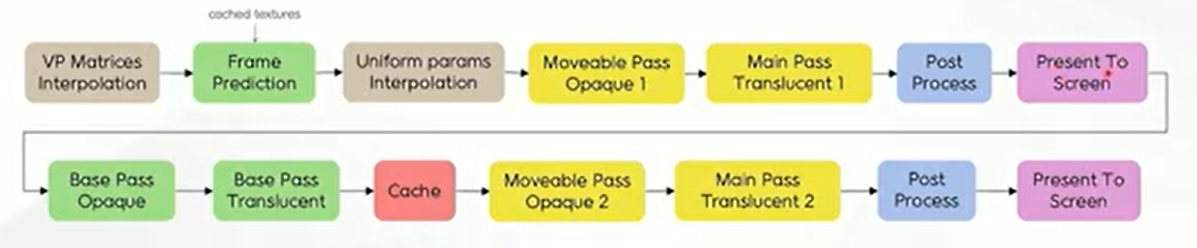 cached textures
VP Matrices
Interpolation
Frame
Prediction
Uniform params
Interpolation
Moveable Pass
Opaque 1
Main Pass
Translucent 1
Post
Process
Present To
Screen
Base Pass
Opaque
Base Pass
Translucent
Cache
Moveable Pass
Opaque 2
Main Pass
Translucent 2
Post
Process
Present To
Screen